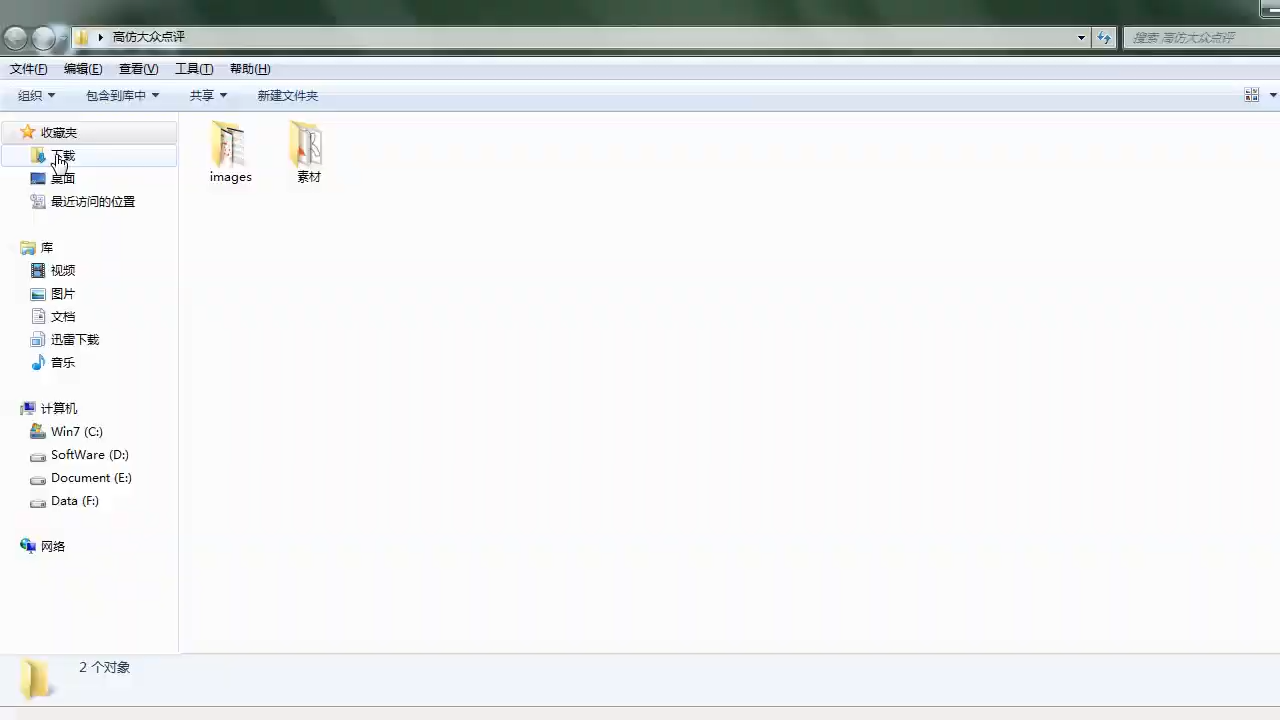 高仿大众点评
搜索 高仿大众点评
文件(F) 编辑(E) 查看(V) 工具(T) 帮助(H)
组织 包含到库中 共享 新建文件夹
收藏夹
下载
桌面
最近访问的位置
库
视频
图片
文档
迅雷下载
音乐
计算机
Win7 (C:)
SoftWare (D:)
Document (E:)
Data (F:)
网络
images
素材
2 个对象